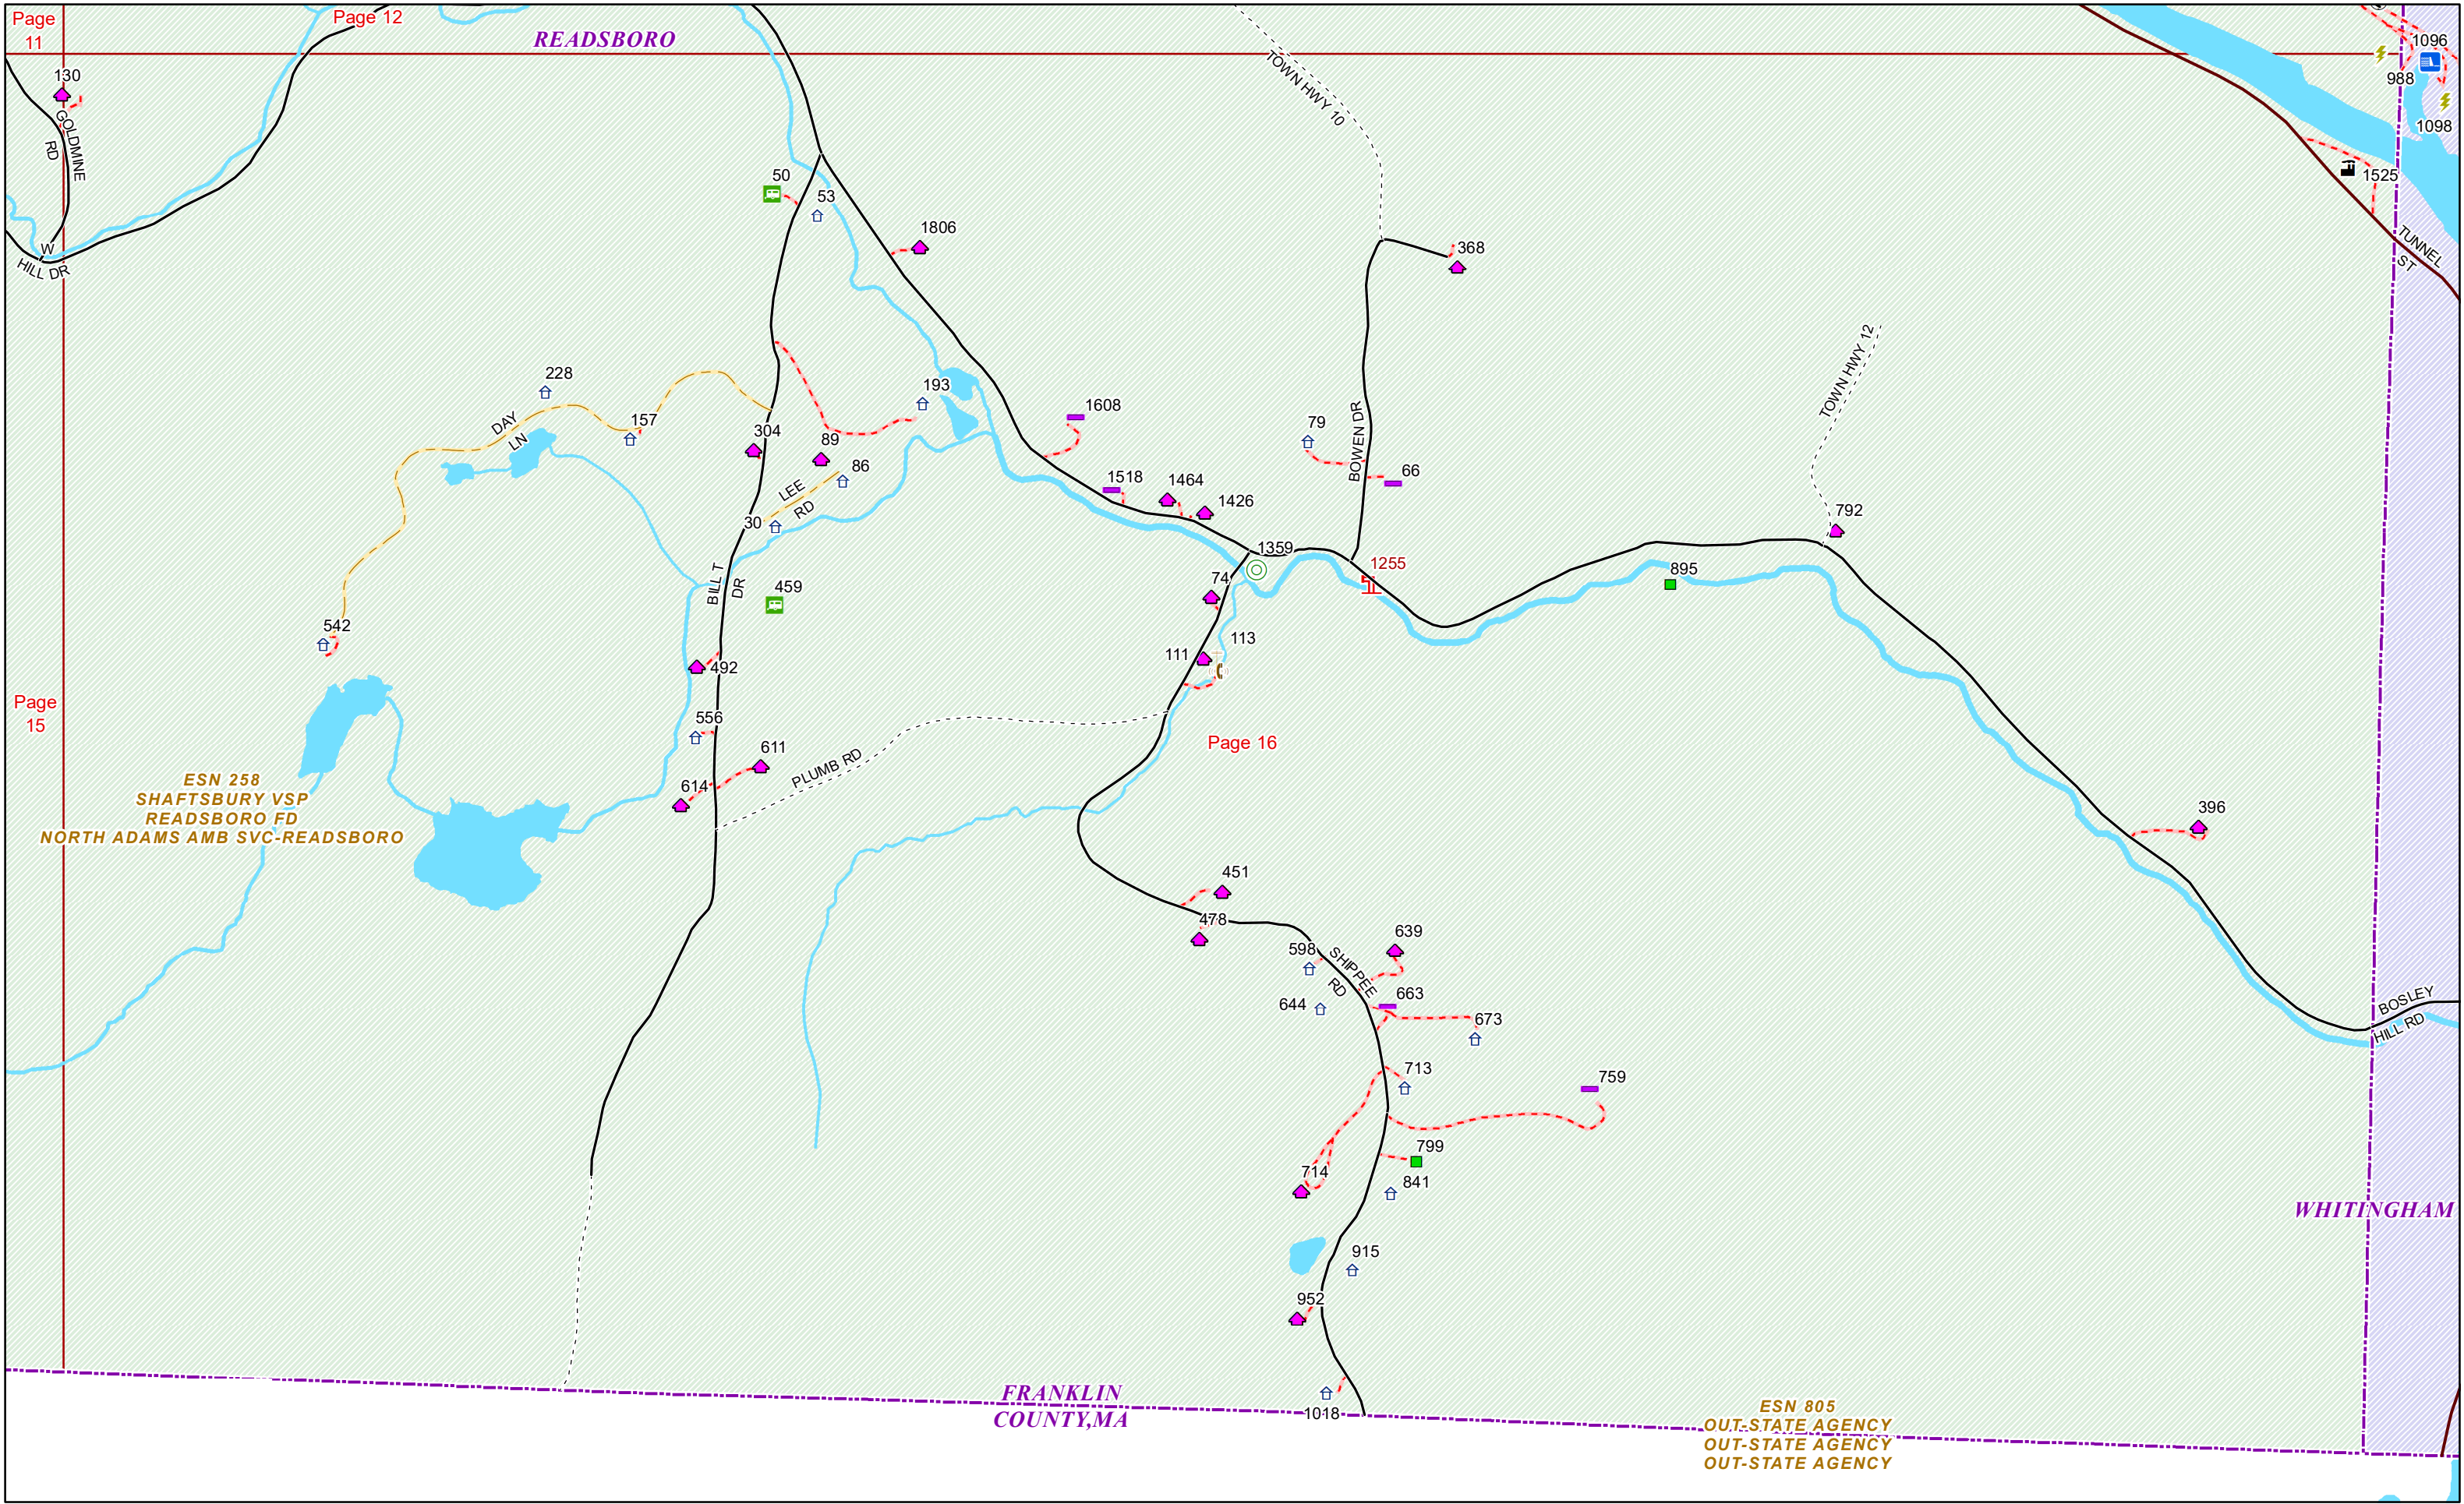 Page
11
Page 12
READSBORO
1096
988
1098
130
GOLDMINE
RD
TOWN HWY 10
1525
TUNNEL
ST
50
53
1806
W
HILL DR
368
TOWN HWY 12
228
193
157
DAY
LN
304
89
86
LEE
RD
30
1608
1518
1464
1426
79
BOWEN DR
66
792
1359
1255
895
74
BILL T
DR
459
542
113
111
492
Page
15
556
611
614
PLUMB RD
Page 16
ESN 258
SHAFTSBURY VSP
READSBORO FD
NORTH ADAMS AMB SVC-READSBORO
396
451
478
639
598
SHIPPEE
RD
663
644
673
BOSLEY
HILL RD
713
759
799
714
841
WHITINGHAM
915
952
1018
FRANKLIN
COUNTY,MA
ESN 805
OUT-STATE AGENCY
OUT-STATE AGENCY
OUT-STATE AGENCY